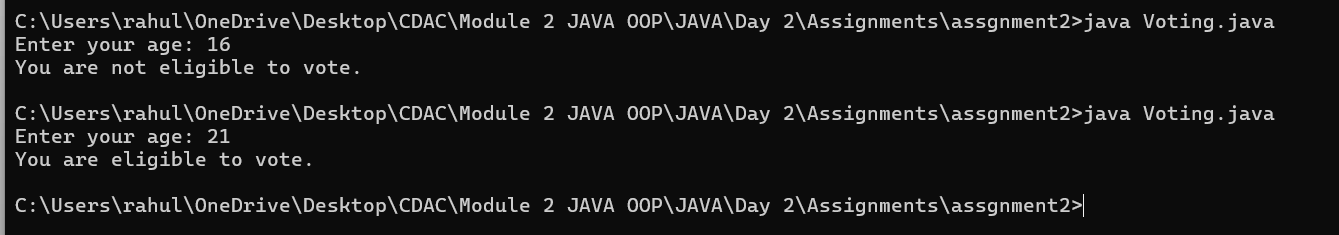 C:\Users\rahul\OneDrive\Desktop\CDAC\Module 2 JAVA OOP\JAVA\Day 2\Assignments\assgnment2>java Voting.java
Enter your age: 16
You are not eligible to vote.
C:\Users\rahul\OneDrive\Desktop\CDAC\Module 2 JAVA OOP\JAVA\Day 2\Assignments\assgnment2>java Voting.java
Enter your age: 21
You are eligible to vote.
C:\Users\rahul\OneDrive\Desktop\CDAC\Module 2 JAVA OOP\JAVA\Day 2\Assignments\assgnment2>